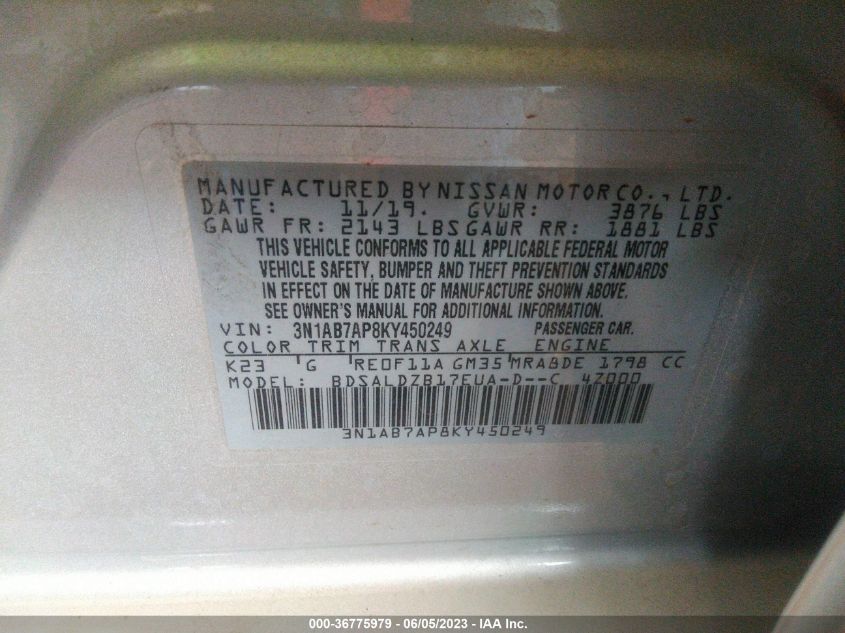 MANUFACTURED BY NISSAN MOTOR CO., LTD.
DATE: 11/19. GVWR: 3876 LBS
GAWR FR: 2143 LBS GAWR RR: 1881 LBS
THIS VEHICLE CONFORMS TO ALL APPLICABLE FEDERAL MOTOR
VEHICLE SAFETY, BUMPER AND THEFT PREVENTION STANDARDS
IN EFFECT ON THE DATE OF MANUFACTURE SHOWN ABOVE.
SEE OWNER'S MANUAL FOR ADDITIONAL INFORMATION.
VIN: 3N1AB7AP8KY450249 PASSENGER CAR.
COLOR TRIM TRANS AXLE ENGINE
K23 G RE0F11A GM35 MRA8DE 1798 CC
MODEL: BDSALDZB17EUA-D--C 4Z000
3N1AB7AP8KY450249
000-36775979 - 06/05/2023 - IAA Inc.